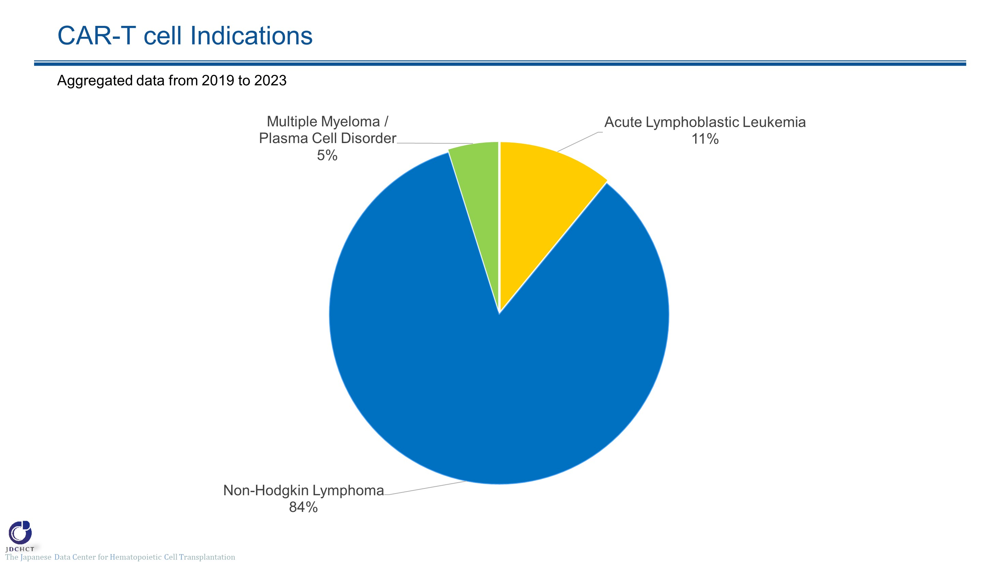 CAR-T cell Indications
Aggregated data from 2019 to 2023
Multiple Myeloma /
Plasma Cell Disorder
5%
Acute Lymphoblastic Leukemia
11%
Non-Hodgkin Lymphoma
84%
JDCHCT
The Japanese Data Center for Hematopoietic Cell Transplantation